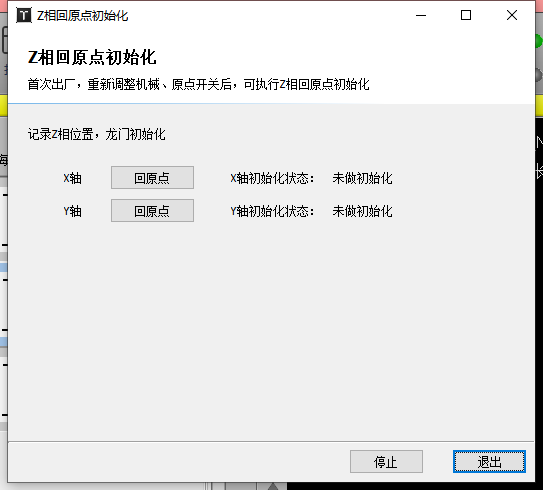 Z相回原点初始化
Z相回原点初始化
首次出厂，重新调整机械、原点开关后，可执行Z相回原点初始化
记录Z相位置，龙门初始化
X轴 回原点 X轴初始化状态： 未做初始化
Y轴 回原点 Y轴初始化状态： 未做初始化
停止 退出